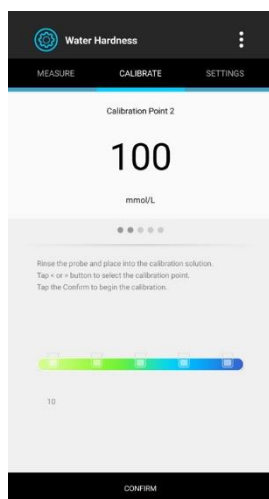 Water Hardness
MEASURE CALIBRATE SETTINGS
Calibration Point 2
100
mmol/L
Rinse the probe and place into the calibration solution.
Tap < or > button to select the calibration point.
Tap the Confirm to begin the calibration.
10
CONFIRM